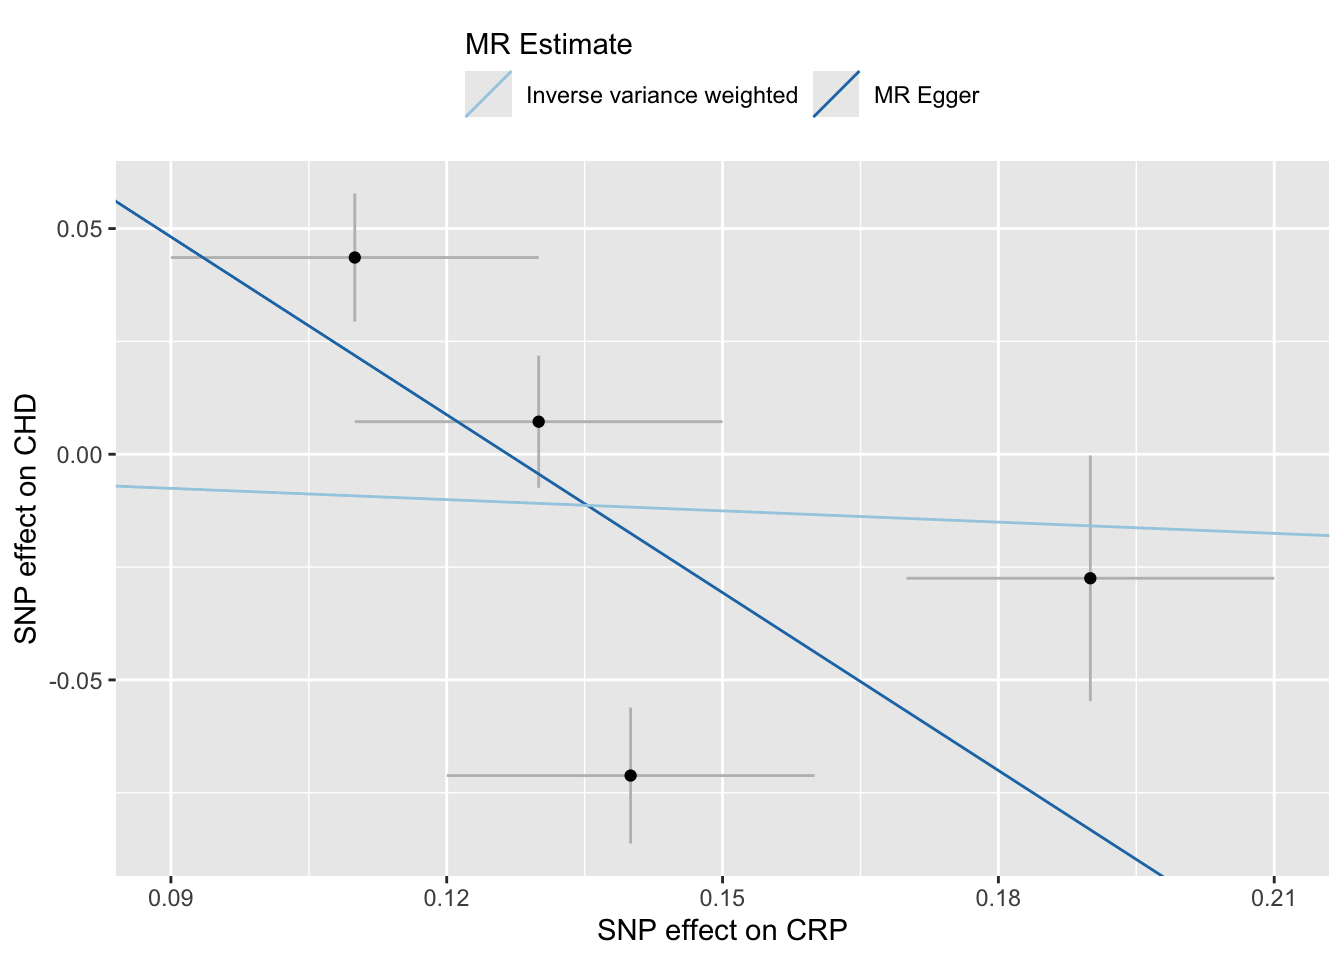 MR Estimate
Inverse variance weighted MR Egger
0.05
0.00
-0.05
SNP effect on CHD
0.09 0.12 0.15 0.18 0.21
SNP effect on CRP